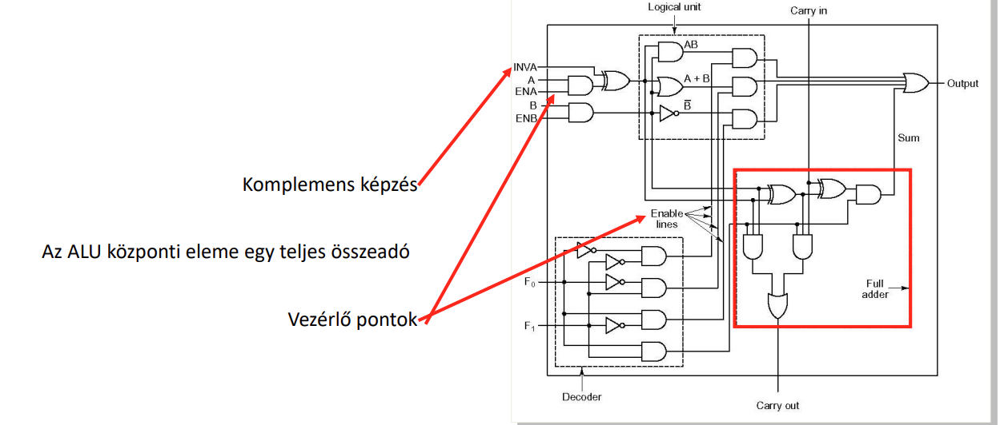 Logical unit
Carry in
INVA
A
ENA
B
ENB
AB
A + B
B̅
Output
Sum
Komplemens képzés
Enable
lines
Az ALU központi eleme egy teljes összeadó
F₀
Full
adder
Vezérlő pontok
F₁
Decoder
Carry out